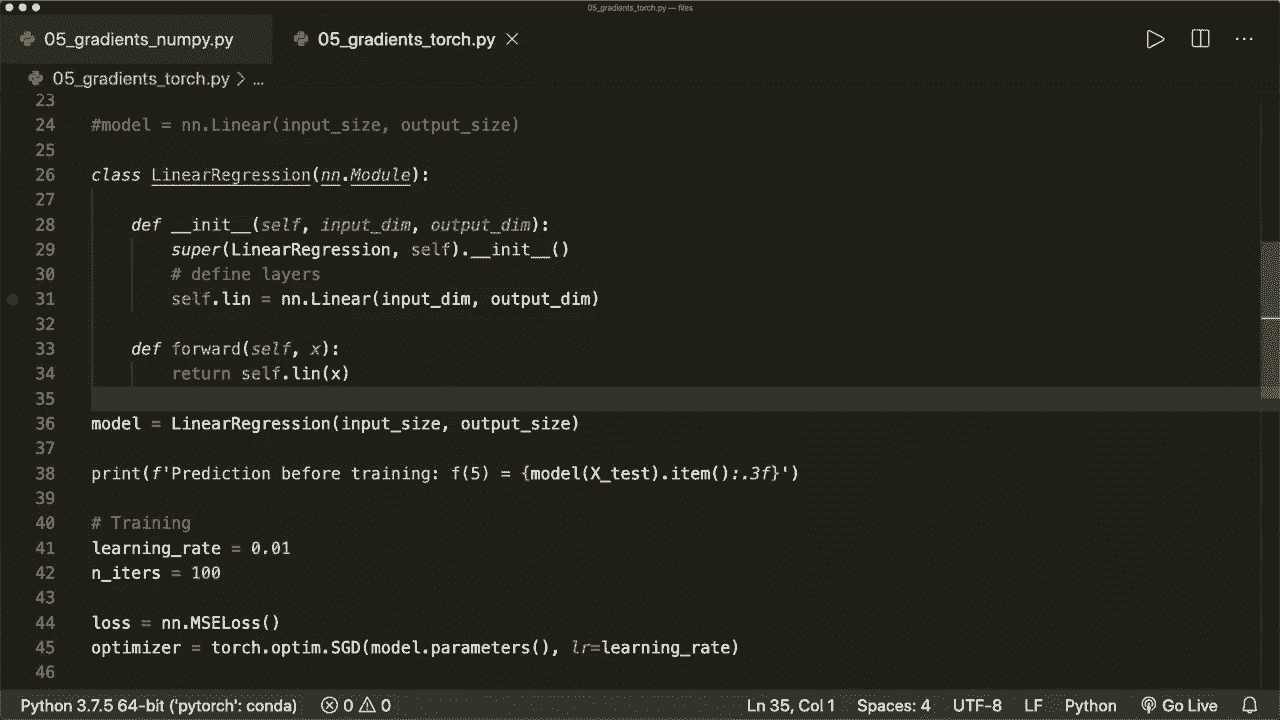 05_gradients_torch.py — files
05_gradients_numpy.py 05_gradients_torch.py
05_gradients_torch.py > ...
23
24 #model = nn.Linear(input_size, output_size)
25
26 class LinearRegression(nn.Module):
27
28     def __init__(self, input_dim, output_dim):
29         super(LinearRegression, self).__init__()
30         # define layers
31         self.lin = nn.Linear(input_dim, output_dim)
32
33     def forward(self, x):
34         return self.lin(x)
35
36 model = LinearRegression(input_size, output_size)
37
38 print(f'Prediction before training: f(5) = {model(X_test).item():.3f}')
39
40 # Training
41 learning_rate = 0.01
42 n_iters = 100
43
44 loss = nn.MSELoss()
45 optimizer = torch.optim.SGD(model.parameters(), lr=learning_rate)
46
Python 3.7.5 64-bit ('pytorch': conda) 0 0 Ln 35, Col 1 Spaces: 4 UTF-8 LF Python Go Live